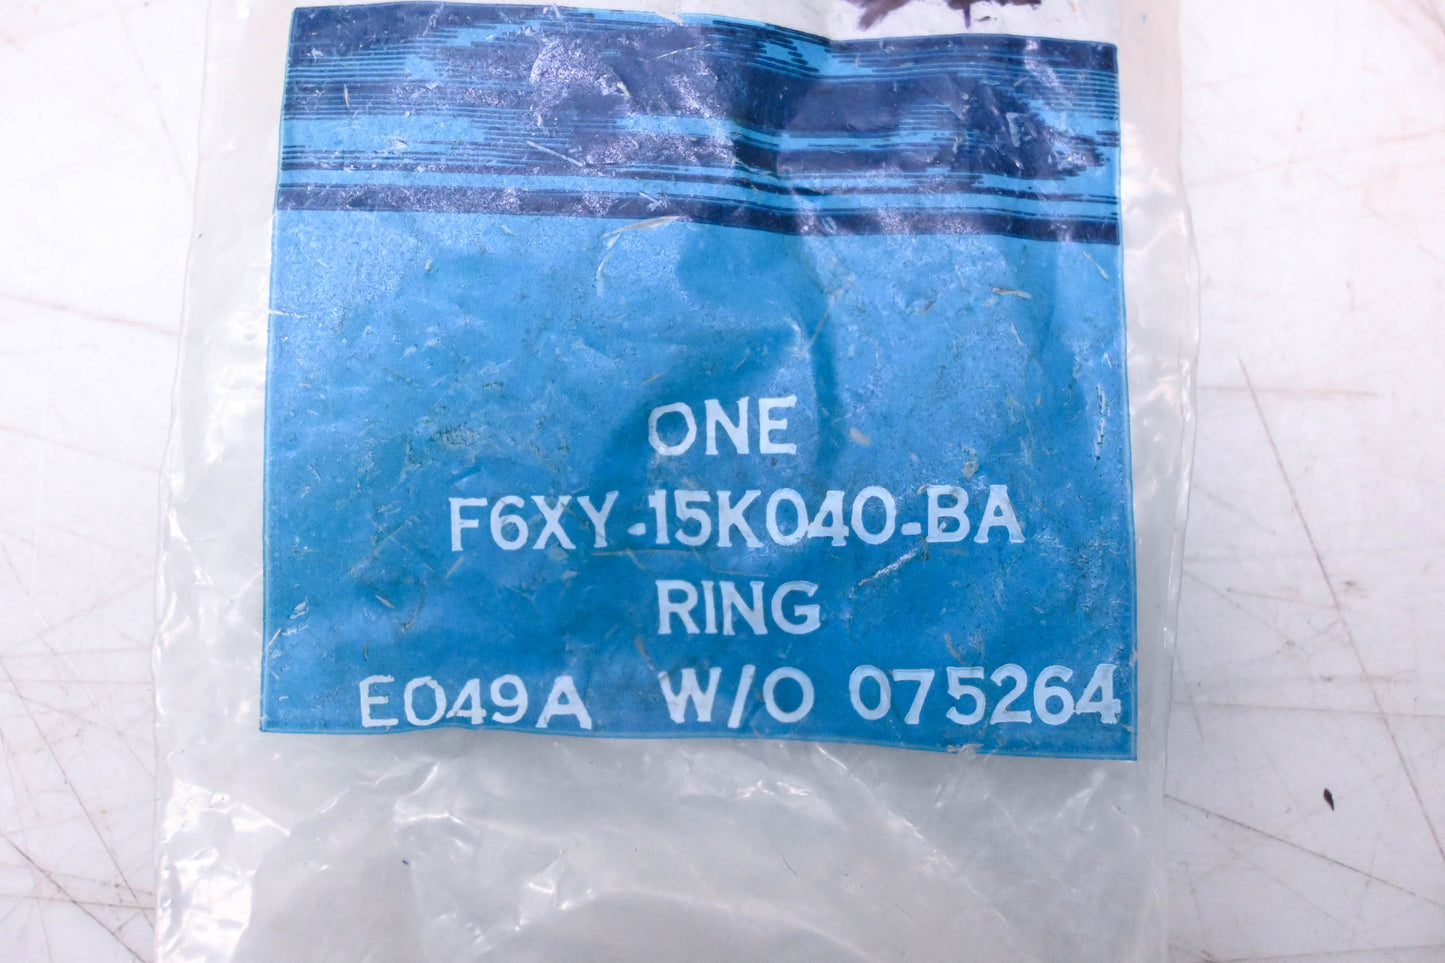 ONE
F6XY-15K040-BA
RING
E049A W/O 075264